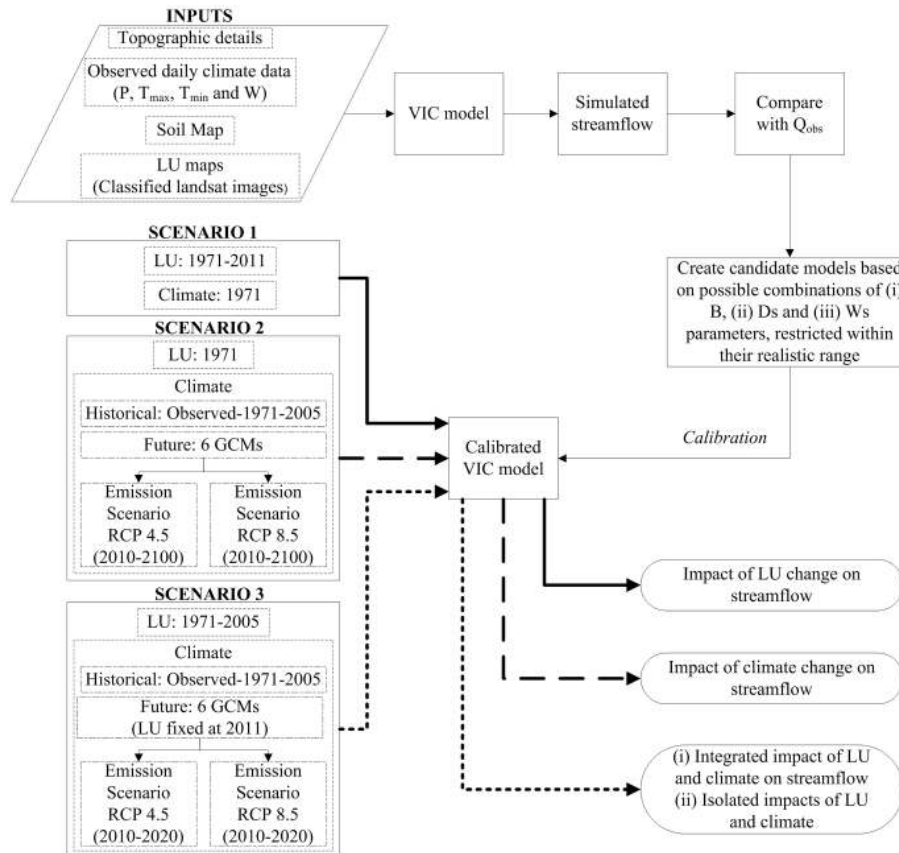 INPUTS
Topographic details
Observed daily climate data
(P, Tmax, Tmin and W)
Soil Map
LU maps
(Classified landsat images)
VIC model
Simulated
streamflow
Compare
with Qobs
Create candidate models based
on possible combinations of (i)
B, (ii) Ds and (iii) Ws
parameters, restricted within
their realistic range
Calibration
Calibrated
VIC model
SCENARIO 1
LU: 1971-2011
Climate: 1971
SCENARIO 2
LU: 1971
Climate
Historical: Observed-1971-2005
Future: 6 GCMs
Emission
Scenario
RCP 4.5
(2010-2100)
Emission
Scenario
RCP 8.5
(2010-2100)
SCENARIO 3
LU: 1971-2005
Climate
Historical: Observed-1971-2005
Future: 6 GCMs
(LU fixed at 2011)
Emission
Scenario
RCP 4.5
(2010-2020)
Emission
Scenario
RCP 8.5
(2010-2020)
Impact of LU change on
streamflow
Impact of climate change on
streamflow
(i) Integrated impact of LU
and climate on streamflow
(ii) Isolated impacts of LU
and climate